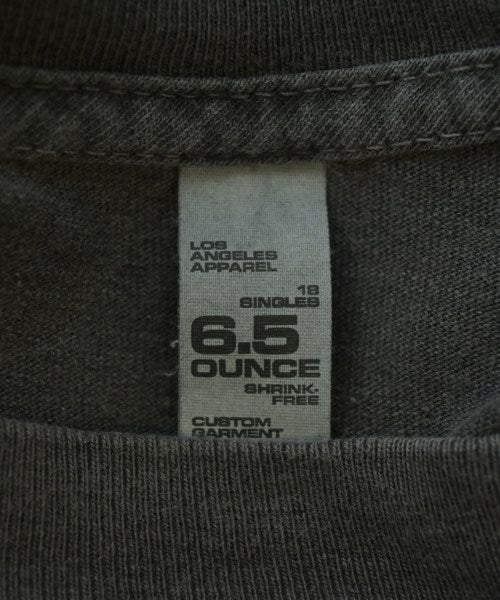 LOS
ANGELES
APPAREL
18
SINGLES
6.5
OUNCE
SHRINK-
FREE
CUSTOM
GARMENT